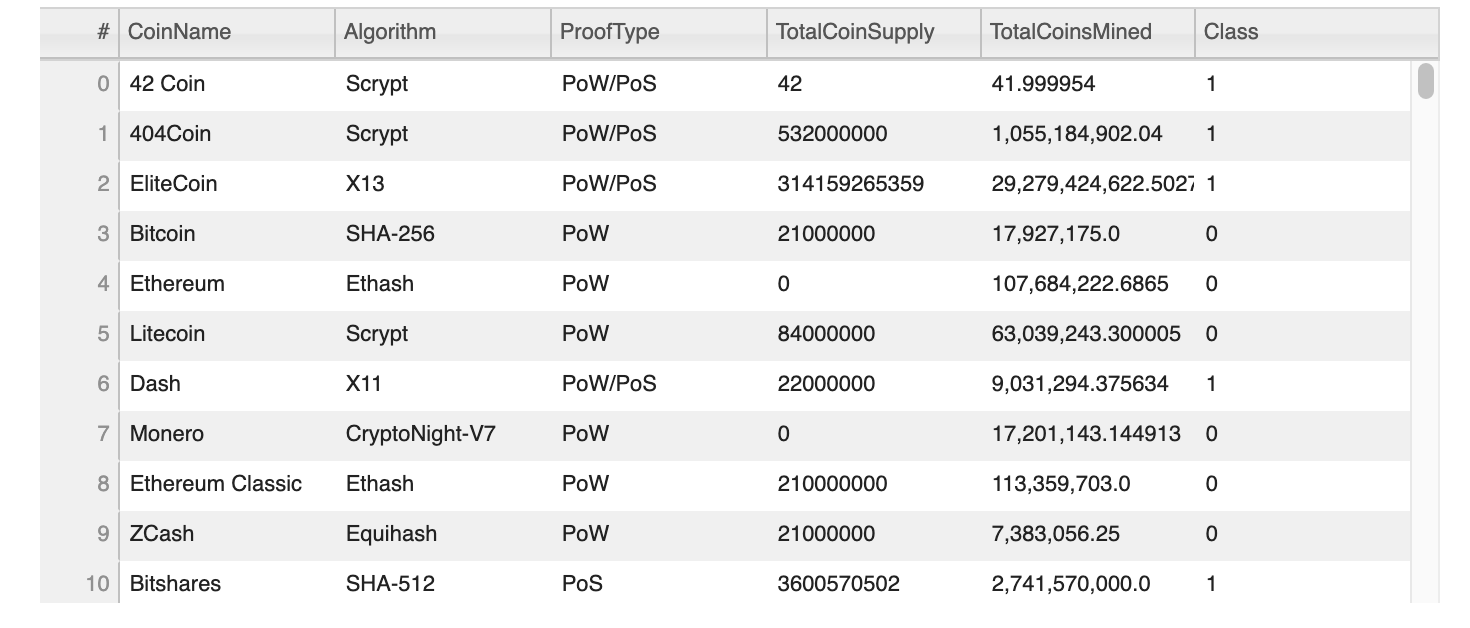 # CoinName Algorithm ProofType TotalCoinSupply TotalCoinsMined Class
0 42 Coin Scrypt PoW/PoS 42 41.999954 1
1 404Coin Scrypt PoW/PoS 532000000 1,055,184,902.04 1
2 EliteCoin X13 PoW/PoS 314159265359 29,279,424,622.5027 1
3 Bitcoin SHA-256 PoW 21000000 17,927,175.0 0
4 Ethereum Ethash PoW 0 107,684,222.6865 0
5 Litecoin Scrypt PoW 84000000 63,039,243.300005 0
6 Dash X11 PoW/PoS 22000000 9,031,294.375634 1
7 Monero CryptoNight-V7 PoW 0 17,201,143.144913 0
8 Ethereum Classic Ethash PoW 210000000 113,359,703.0 0
9 ZCash Equihash PoW 21000000 7,383,056.25 0
10 Bitshares SHA-512 PoS 3600570502 2,741,570,000.0 1